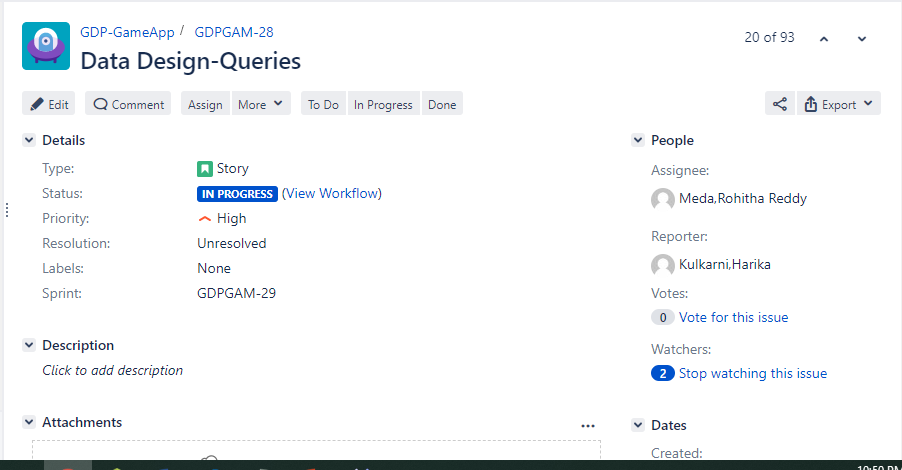 GDP-GameApp / GDPGAM-28
Data Design-Queries
20 of 93
Edit Comment Assign More To Do In Progress Done Export
Details
Type: Story
Status: IN PROGRESS (View Workflow)
Priority: High
Resolution: Unresolved
Labels: None
Sprint: GDPGAM-29
Description
Click to add description
Attachments
People
Assignee:
Meda,Rohitha Reddy
Reporter:
Kulkarni,Harika
Votes:
0 Vote for this issue
Watchers:
2 Stop watching this issue
Dates
Created:
10:50 PM